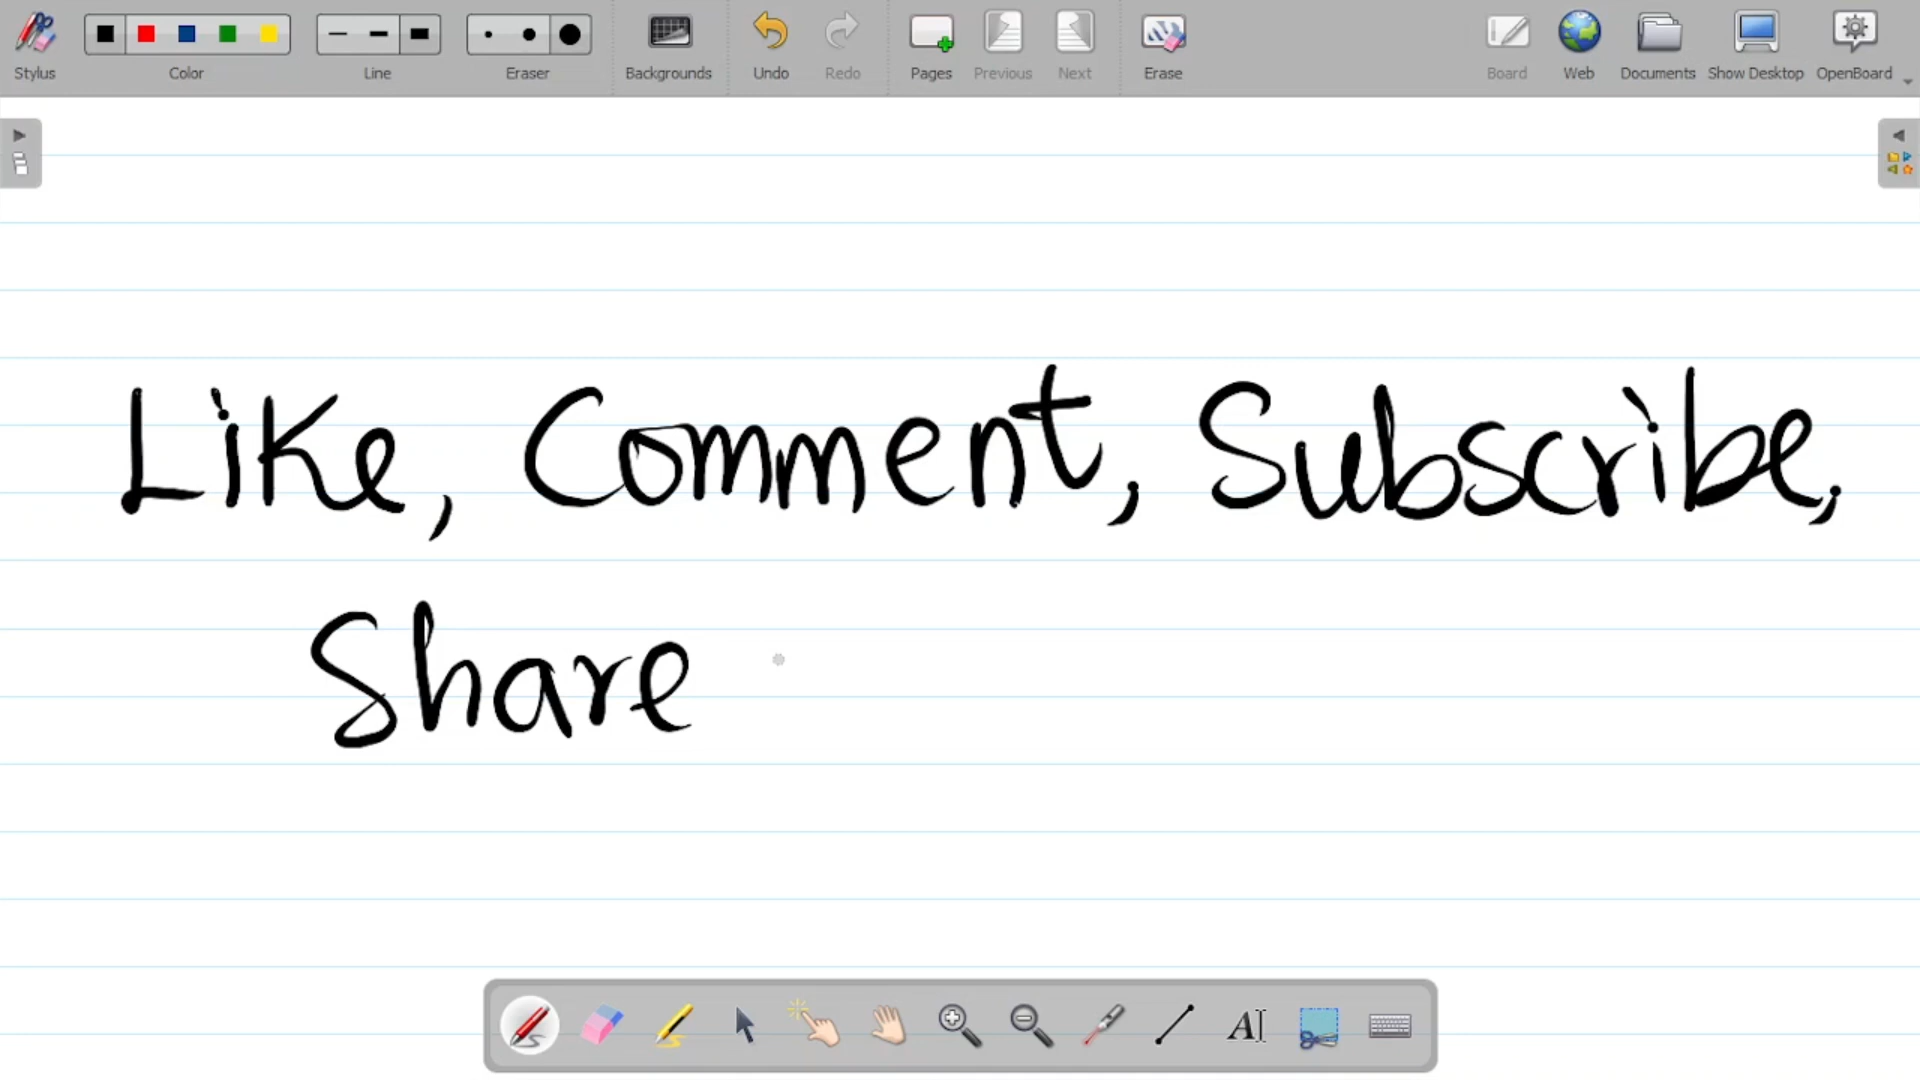 Stylus Color Line Eraser Backgrounds Undo Redo Pages Previous Next Erase Board Web Documents Show Desktop OpenBoard
Like, Comment, Subscribe,
Share